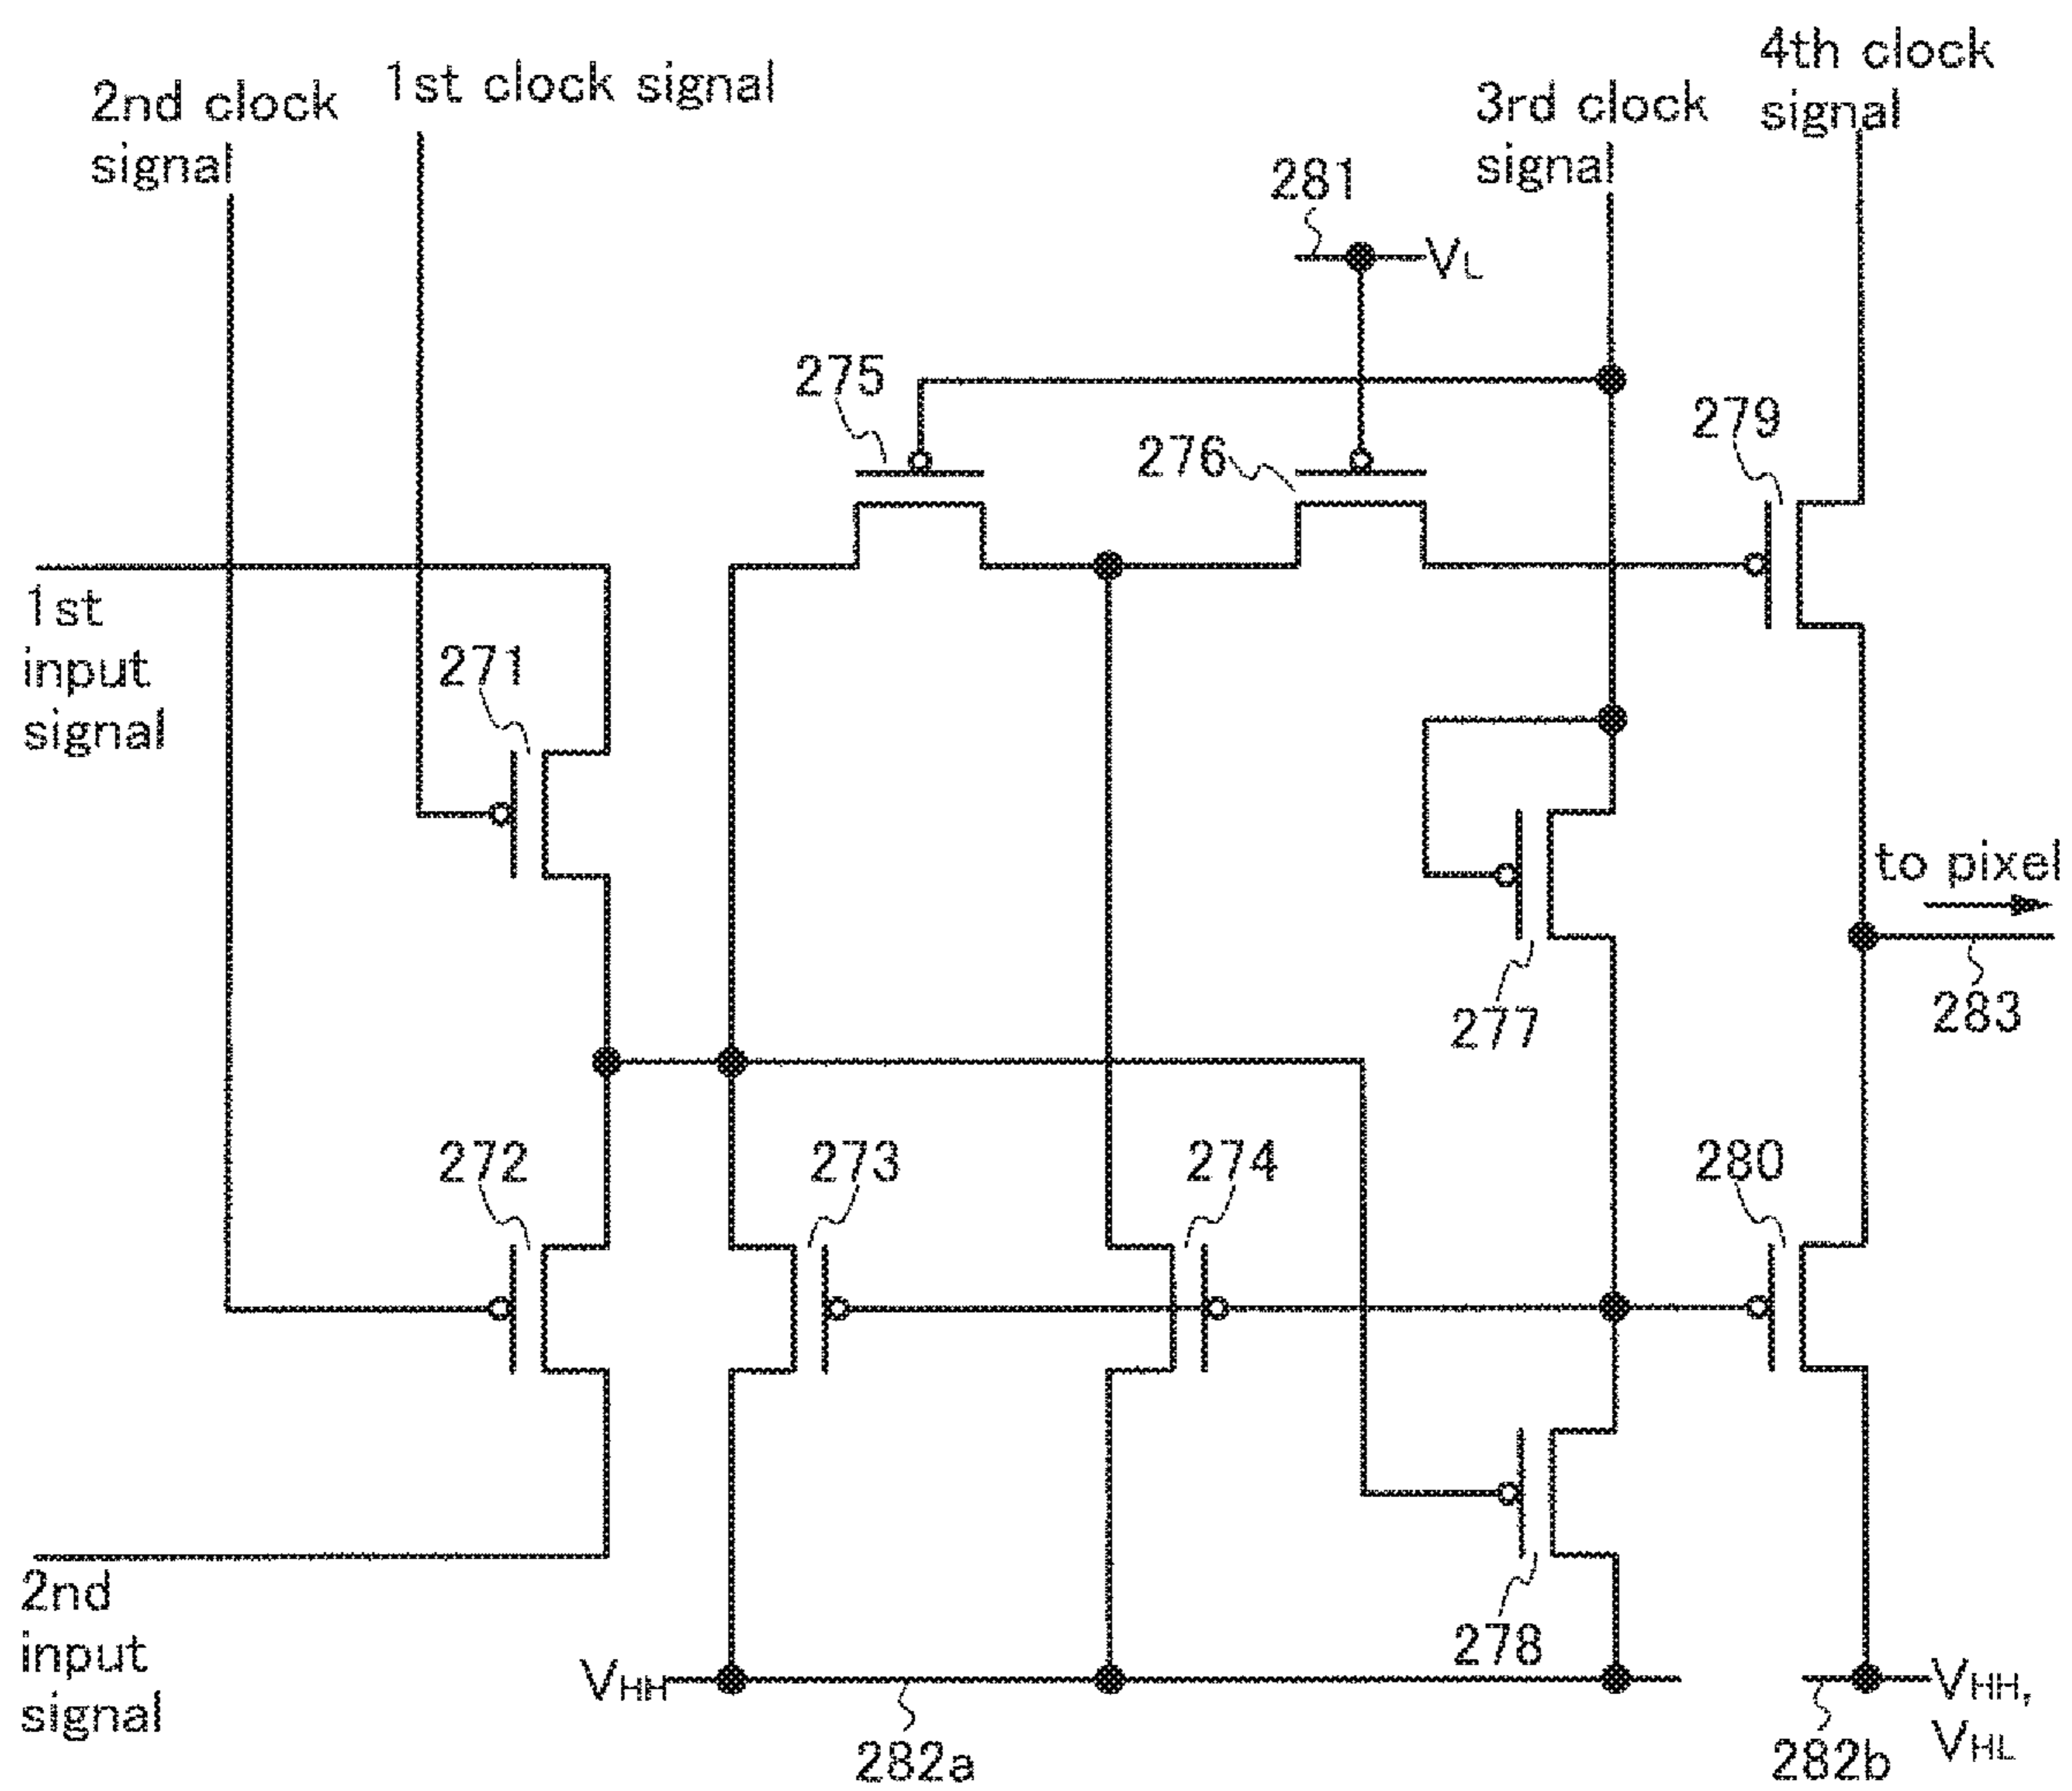 2nd clock
signal
1st clock signal
3rd clock
signal
4th clock
signal
281
VL
275
276
279
1st
input
signal
271
to pixel
283
277
272
273
274
280
2nd
input
signal
278
VHH
282a
282b
VHH,
VHL